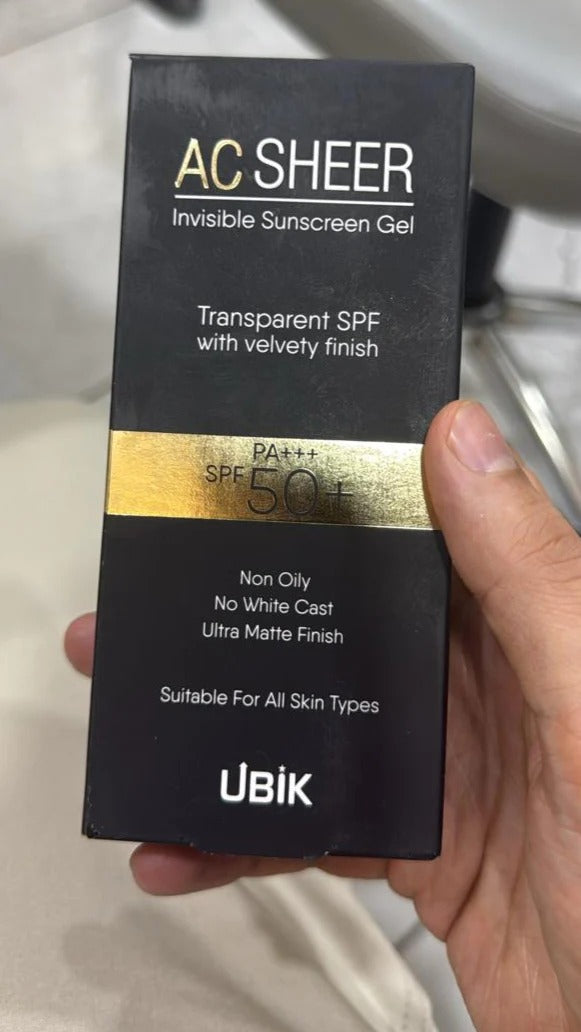 AC SHEER
Invisible Sunscreen Gel
Transparent SPF
with velvety finish
PA+++
SPF 50+
Non Oily
No White Cast
Ultra Matte Finish
Suitable For All Skin Types
UBiK